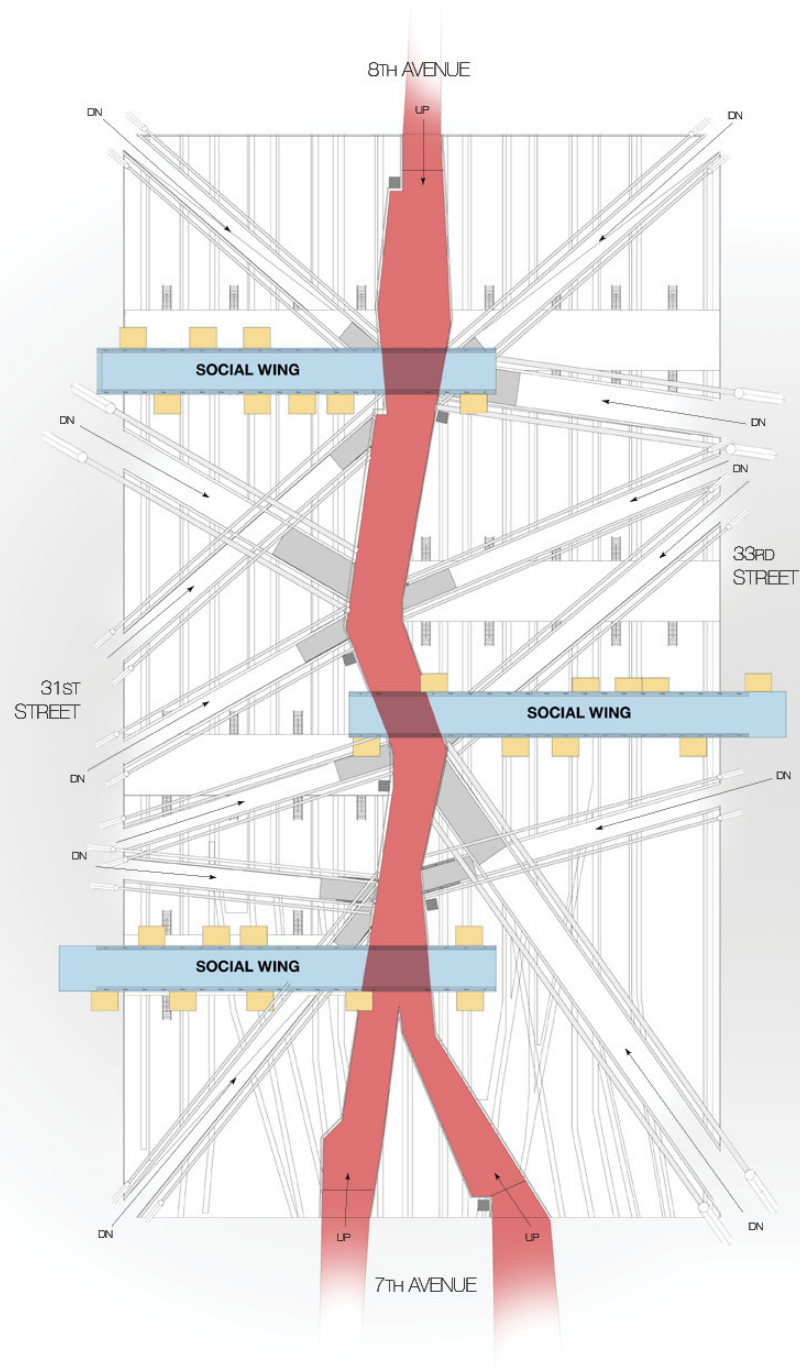 8TH AVENUE
DN
UP
DN
SOCIAL WING
DN
DN
DN
33RD
STREET
31ST
STREET
SOCIAL WING
DN
DN
DN
SOCIAL WING
DN
UP
UP
DN
7TH AVENUE